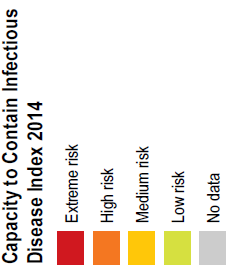 Capacity to Contain Infectious
Disease Index 2014
Extreme risk
High risk
Medium risk
Low risk
No data